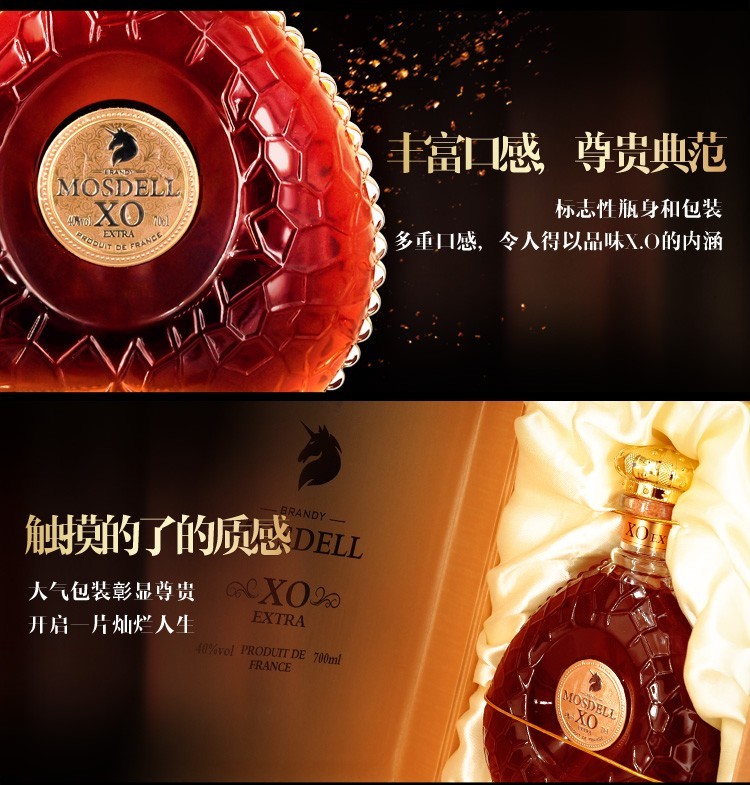 BRANDY
MOSDELL
XO
40%vol
70cl
EXTRA
PRODUIT DE FRANCE
丰富口感, 尊贵典范
标志性瓶身和包装
多重口感, 令人得以品味X.O的内涵
触摸的了的质感
大气包装彰显尊贵
开启一片灿烂人生
BRANDY
DELL
XO
EXTRA
40%vol
PRODUIT DE
FRANCE
700ml
XO EX
MOSDELL
XO
EXTRA